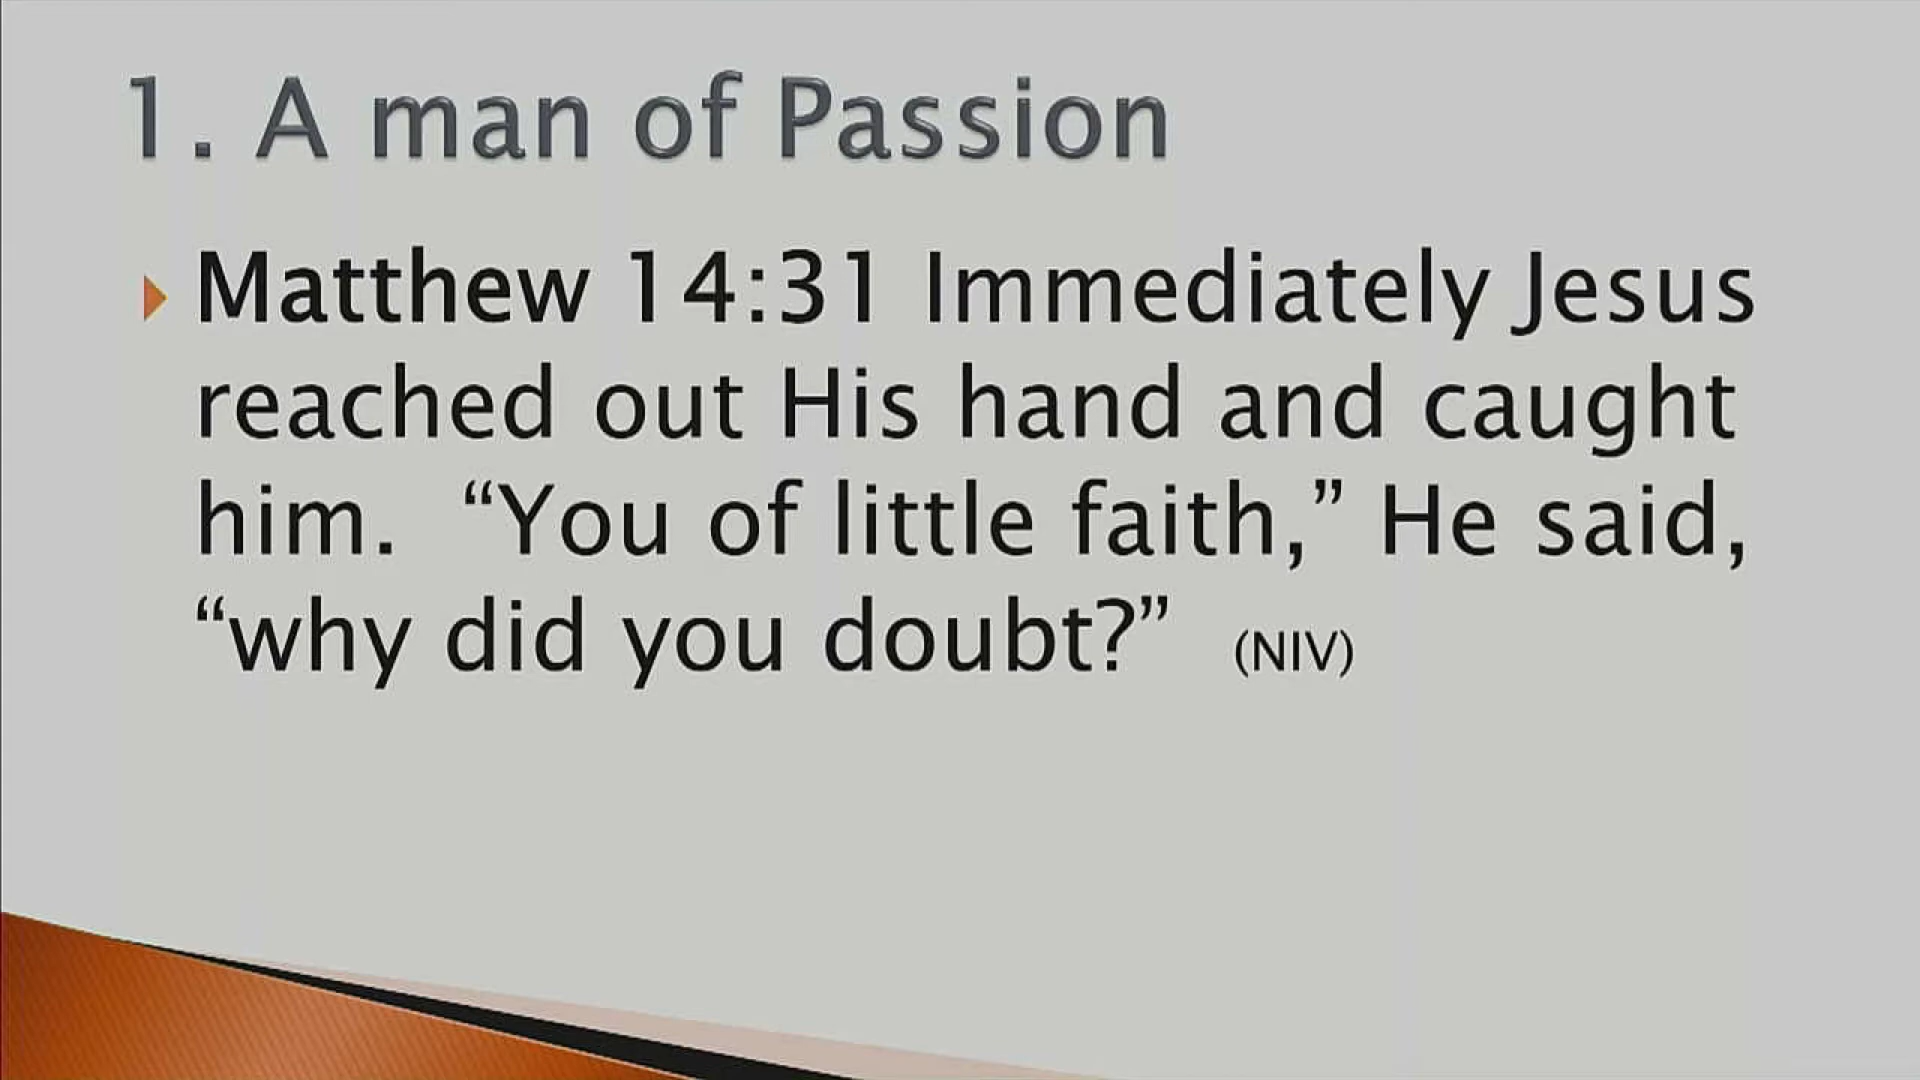 1. A man of Passion
Matthew 14:31 Immediately Jesus
reached out His hand and caught
him.  “You of little faith,” He said,
“why did you doubt?”  (NIV)